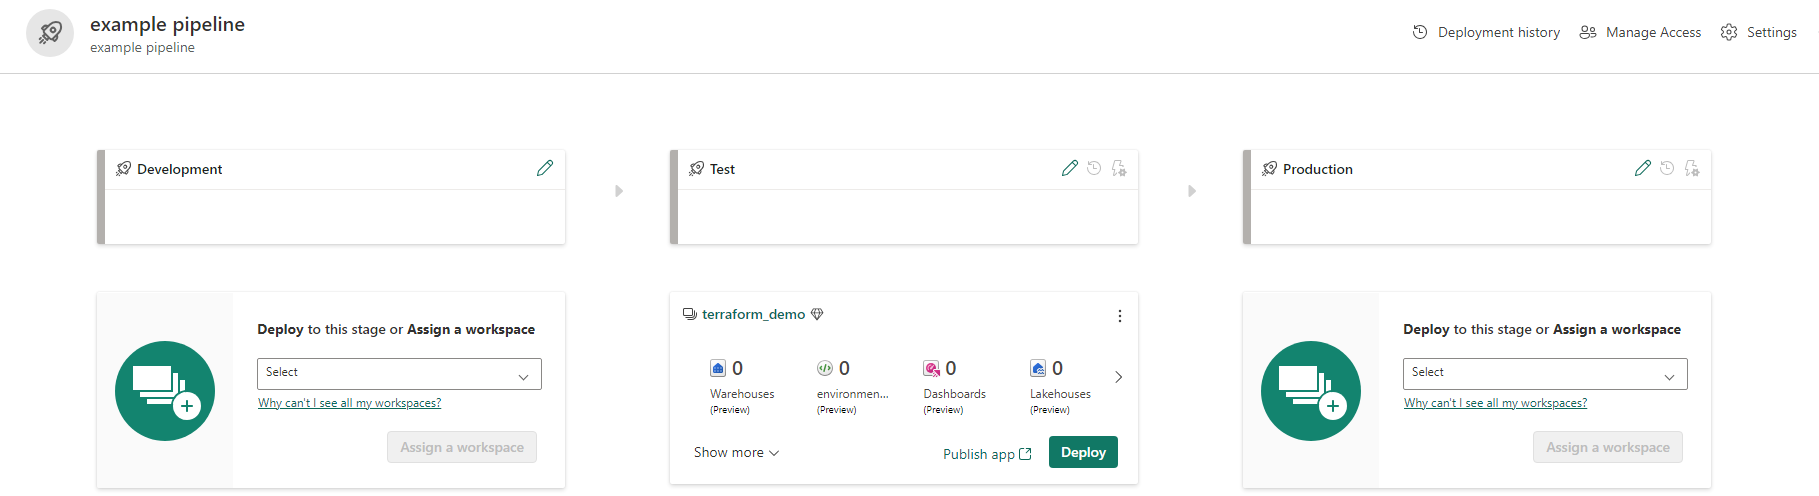 example pipeline
example pipeline
Deployment history
Manage Access
Settings
Development
Test
Production
Deploy to this stage or Assign a workspace
Select
Why can't I see all my workspaces?
Assign a workspace
terraform_demo
0 0 0 0
Warehouses environmen... Dashboards Lakehouses
(Preview) (Preview) (Preview) (Preview)
Show more
Publish app
Deploy
Deploy to this stage or Assign a workspace
Select
Why can't I see all my workspaces?
Assign a workspace